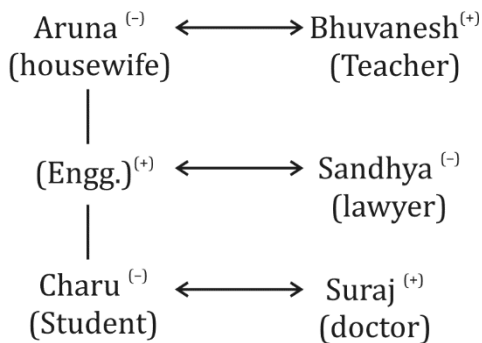 Aruna (–) Bhuvanesh (+)
(housewife) (Teacher)
(Engg.) (+) Sandhya (–)
(lawyer)
Charu (–) Suraj (+)
(Student) (doctor)